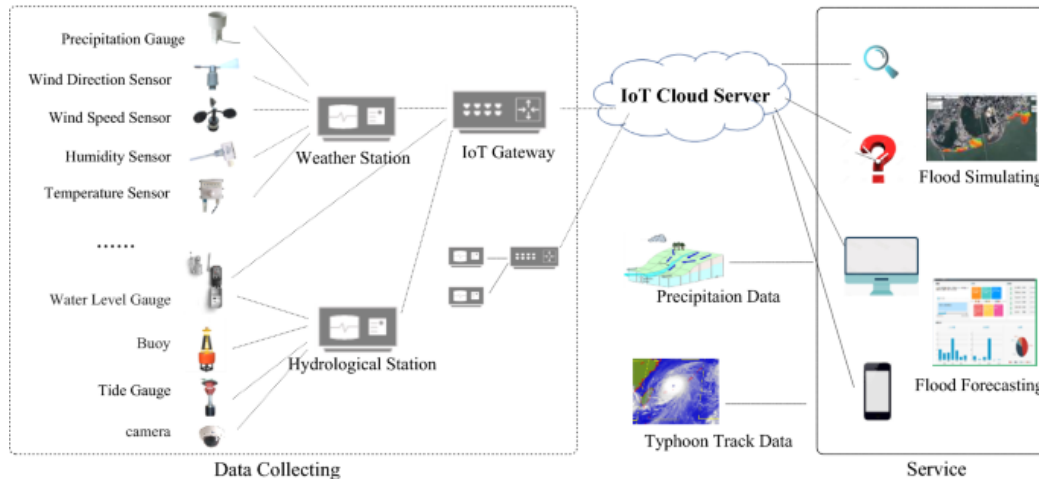 Precipitation Gauge
Wind Direction Sensor
Wind Speed Sensor
Humidity Sensor
Temperature Sensor
......
Water Level Gauge
Buoy
Tide Gauge
camera
Weather Station
Hydrological Station
IoT Gateway
Data Collecting
IoT Cloud Server
Precipitaion Data
Typhoon Track Data
Flood Simulating
Flood Forecasting
Service